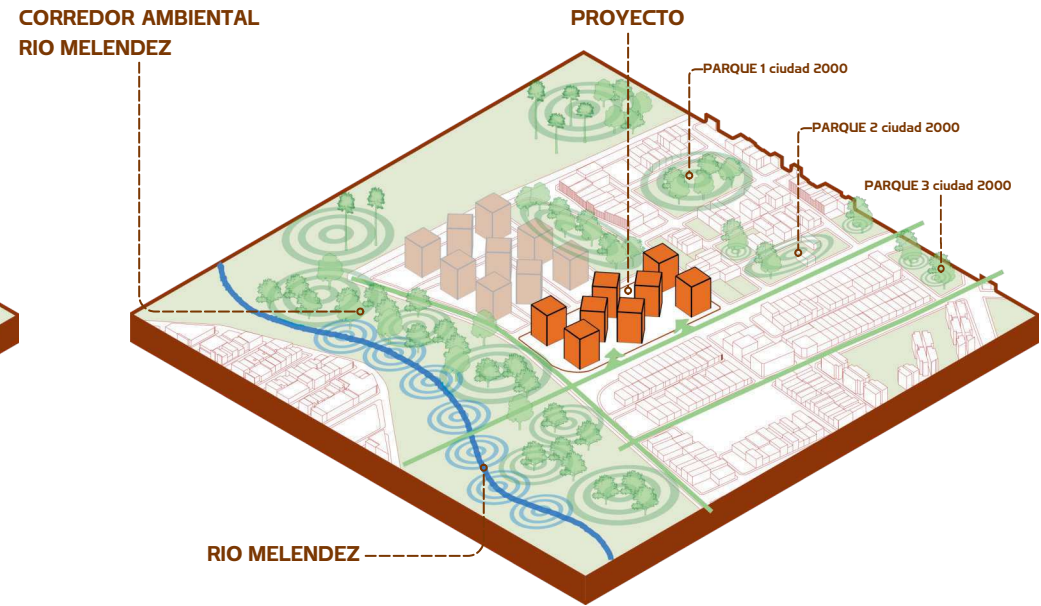 CORREDOR AMBIENTAL
RIO MELENDEZ
PROYECTO
PARQUE 1 ciudad 2000
PARQUE 2 ciudad 2000
PARQUE 3 ciudad 2000
RIO MELENDEZ